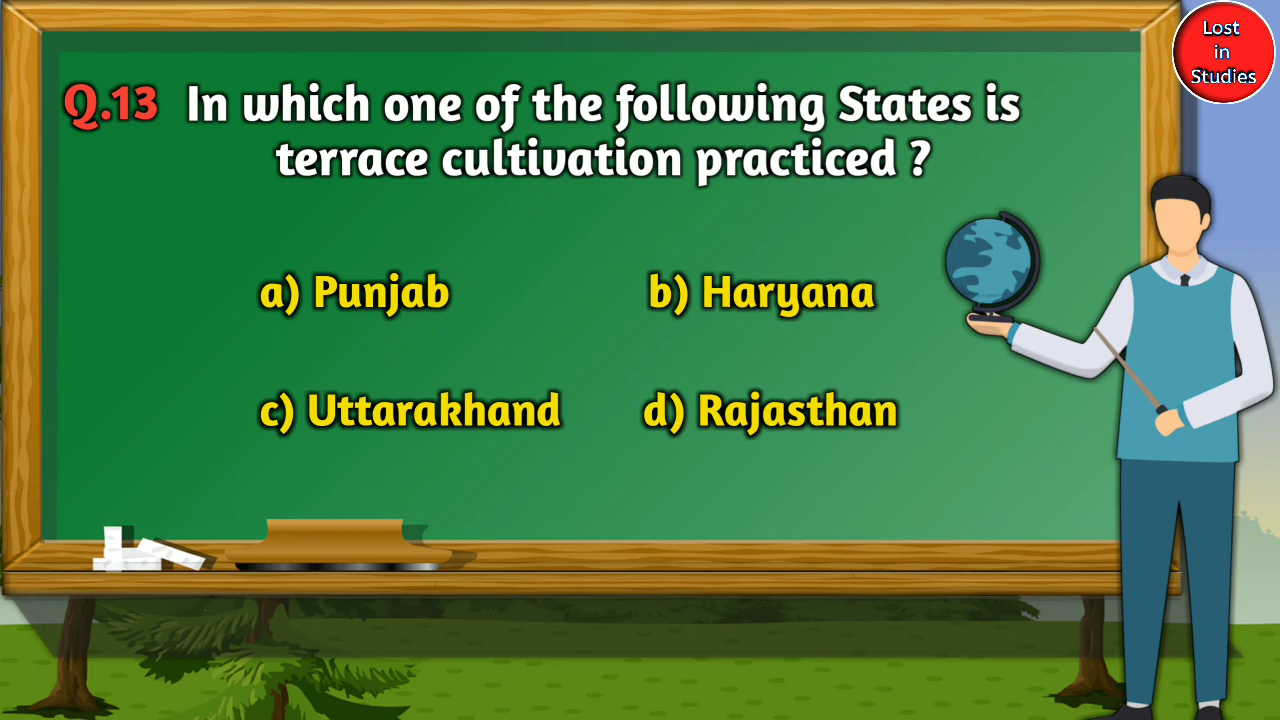 Lost
in
Studies
Q.13 In which one of the following States is
terrace cultivation practiced ?
a) Punjab b) Haryana
c) Uttarakhand d) Rajasthan